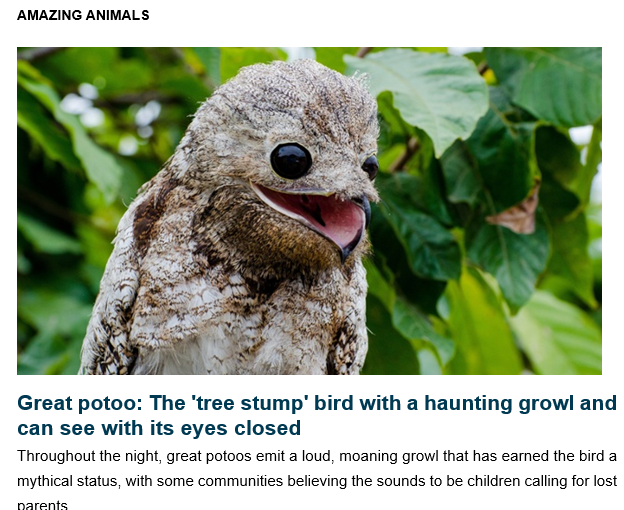 AMAZING ANIMALS
Great potoo: The 'tree stump' bird with a haunting growl and
can see with its eyes closed
Throughout the night, great potoos emit a loud, moaning growl that has earned the bird a
mythical status, with some communities believing the sounds to be children calling for lost
parents